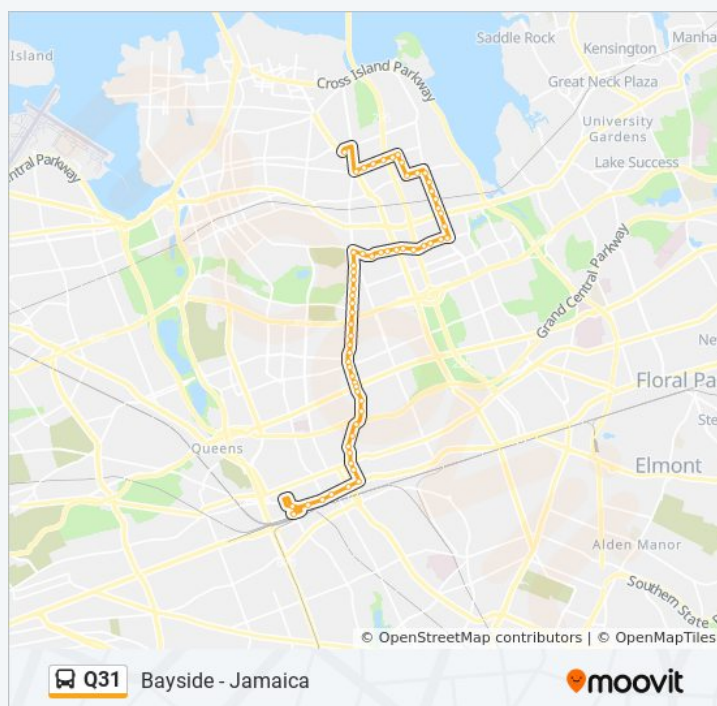 Saddle Rock
Manha
Kensington
Island
Cross Island Parkway
Great Neck Plaza
University
Gardens
Lake Success
entral Parkway
Grand Central Parkway
Ne
Floral Pa
Ste
Queens
Elmont
Alden Manor
Southern State P
© OpenStreetMap contributors | © OpenMapTiles
Q31 Bayside - Jamaica
moovit